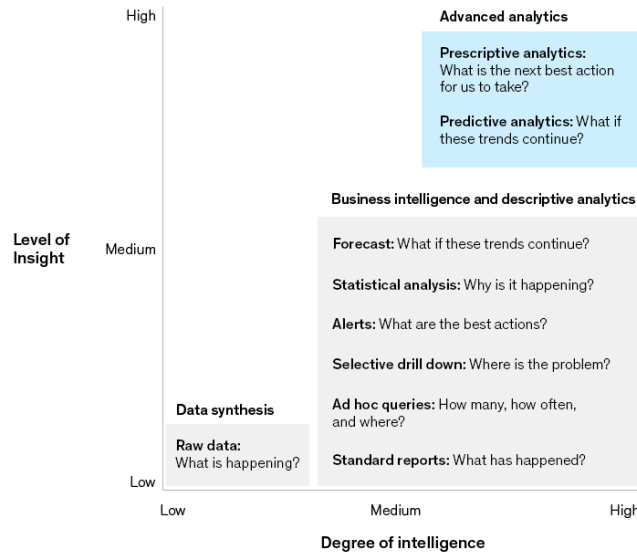 High
Advanced analytics
Prescriptive analytics:
What is the next best action
for us to take?
Predictive analytics: What if
these trends continue?
Business intelligence and descriptive analytics
Level of
Insight
Medium
Forecast: What if these trends continue?
Statistical analysis: Why is it happening?
Alerts: What are the best actions?
Selective drill down: Where is the problem?
Data synthesis
Ad hoc queries: How many, how often,
and where?
Raw data:
What is happening?
Standard reports: What has happened?
Low
Low
Medium
High
Degree of intelligence